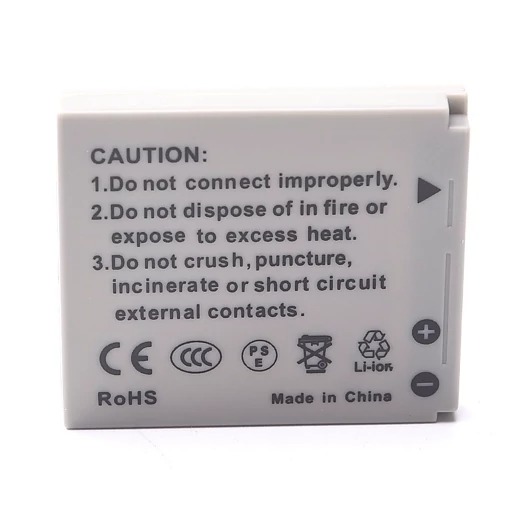 CAUTION:
1.Do not connect improperly.
2.Do not dispose of in fire or
expose to excess heat.
3.Do not crush, puncture,
incinerate or short circuit
external contacts.
CE CCC PS E Li-ion
RoHS Made in China
+
-